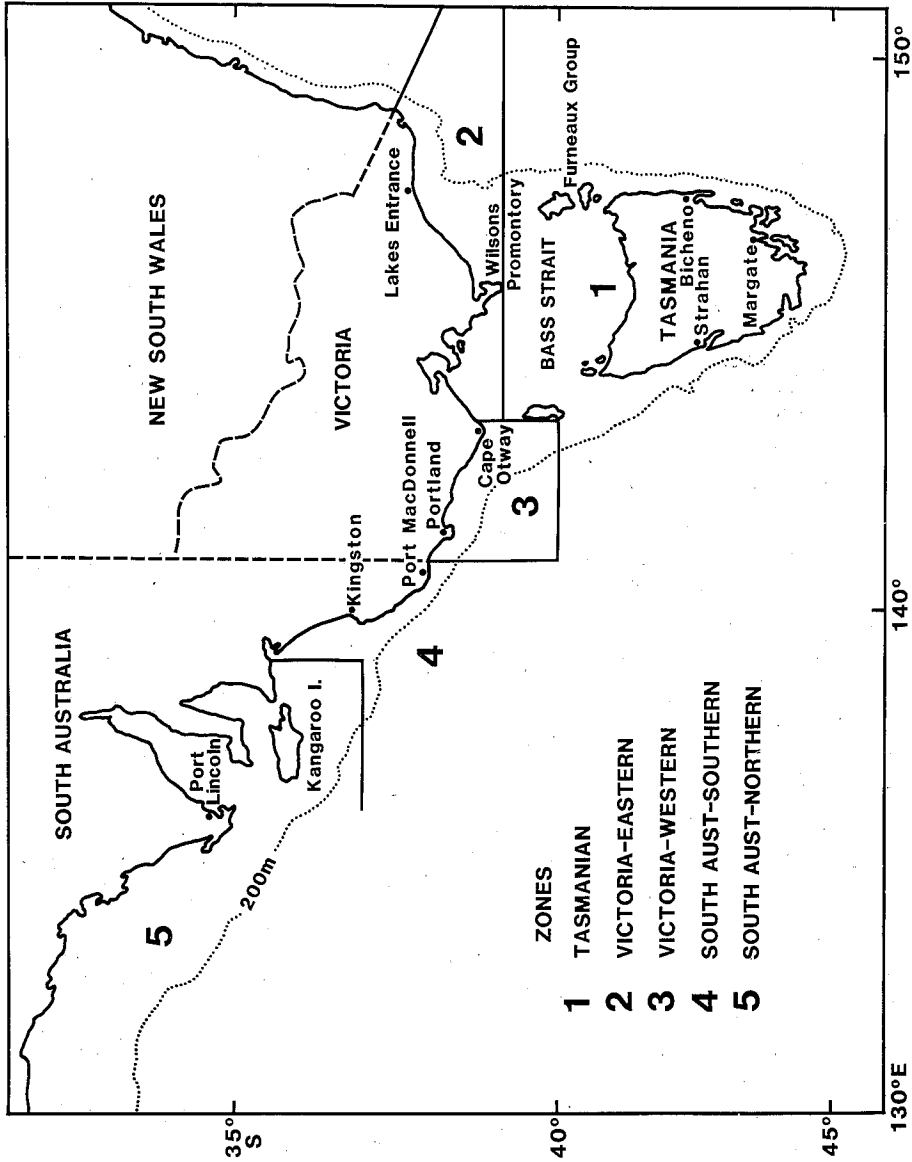 SOUTH AUSTRALIA
NEW SOUTH WALES
VICTORIA
Port
Lincoln
Kangaroo I.
Kingston
Port MacDonnell
Portland
Cape
Otway
Lakes Entrance
Wilsons
Promontory
BASS STRAIT
Furneaux Group
TASMANIA
Bicheno
Strahan
Margate
200m
5
4
3
2
1
ZONES
1 TASMANIAN
2 VICTORIA-EASTERN
3 VICTORIA-WESTERN
4 SOUTH AUST-SOUTHERN
5 SOUTH AUST-NORTHERN
35°
S
40°
45°
130°E
140°
150°